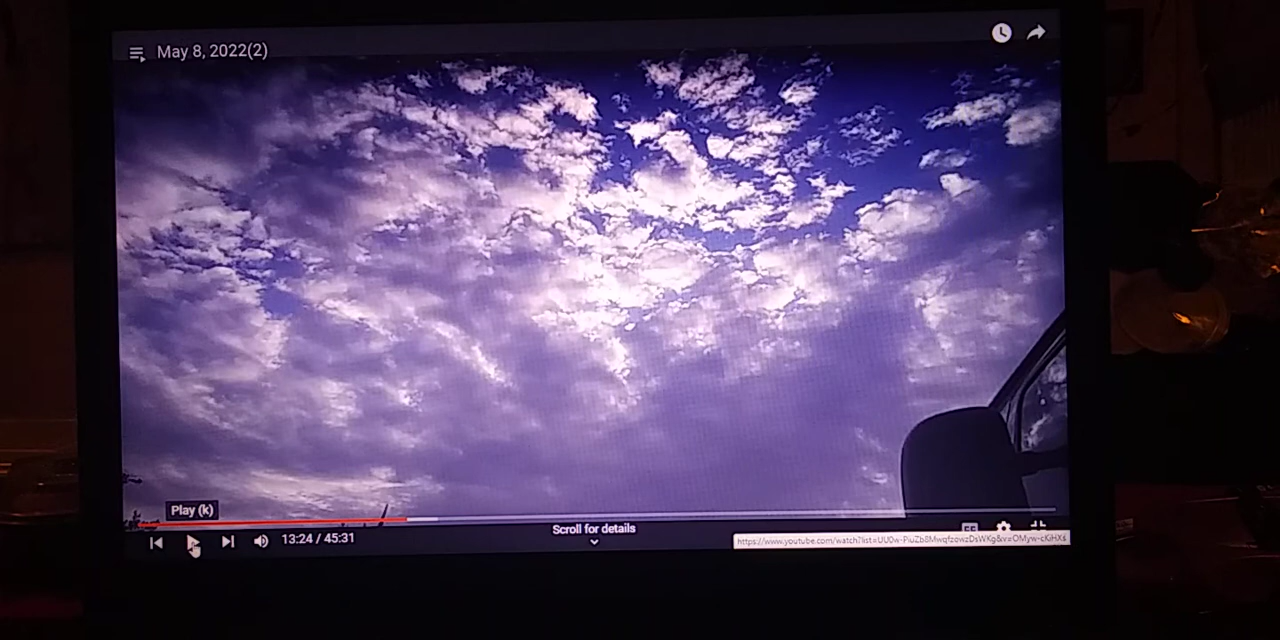 May 8, 2022(2)
Play (k)
Scroll for details
13:24 / 45:31